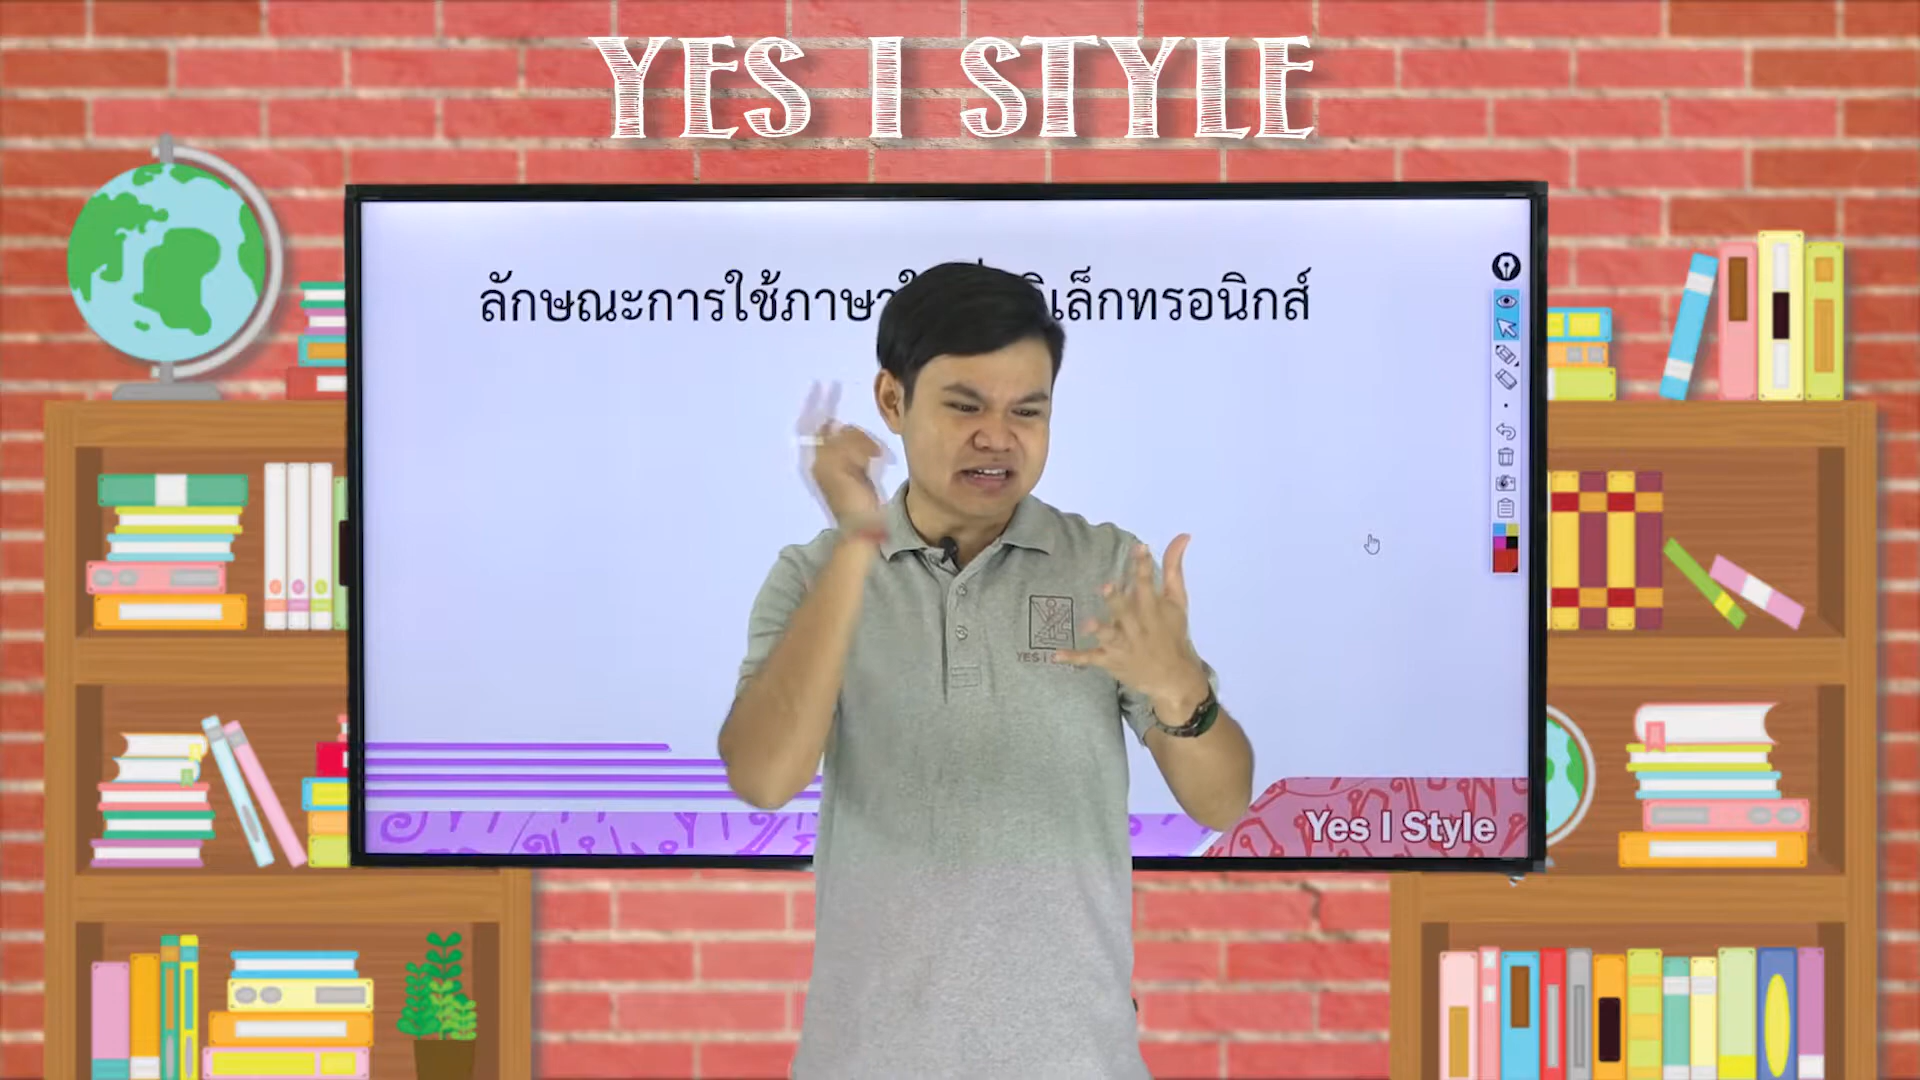 YES I STYLE
ลักษณะการใช้ภาษา
เล็กทรอนิกส์
YES I
Yes I Style